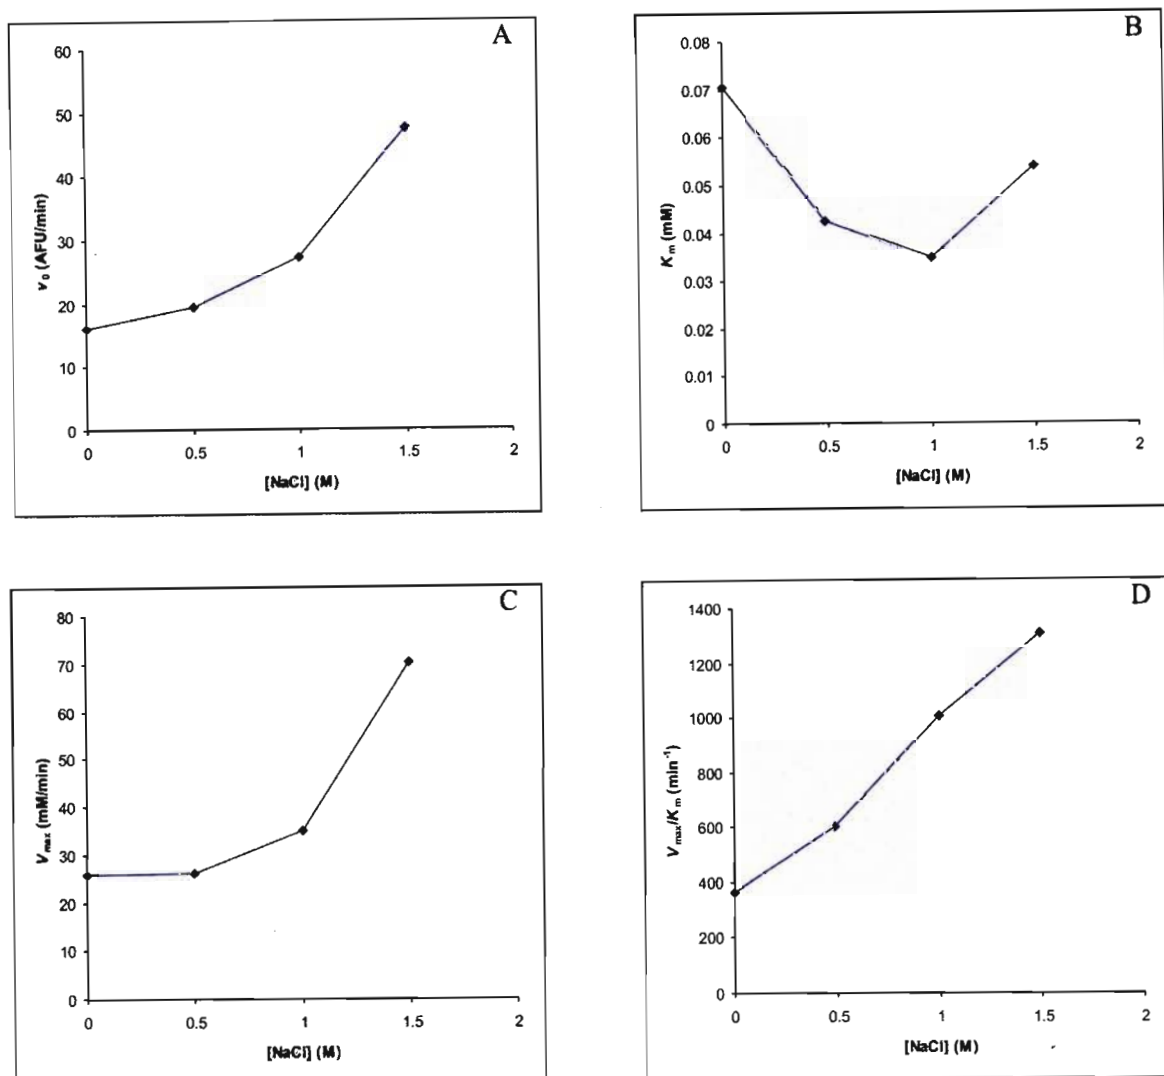 A
60
50
40
30
20
10
0
v0 (AFU/min)
0 0.5 1 1.5 2
[NaCl] (M)
B
0.08
0.07
0.06
0.05
0.04
0.03
0.02
0.01
0
Km (mM)
0 0.5 1 1.5 2
[NaCl] (M)
C
80
70
60
50
40
30
20
10
0
Vmax (mM/min)
0 0.5 1 1.5 2
[NaCl] (M)
D
1400
1200
1000
800
600
400
200
0
Vmax/Km (min-1)
0 0.5 1 1.5 2
[NaCl] (M)